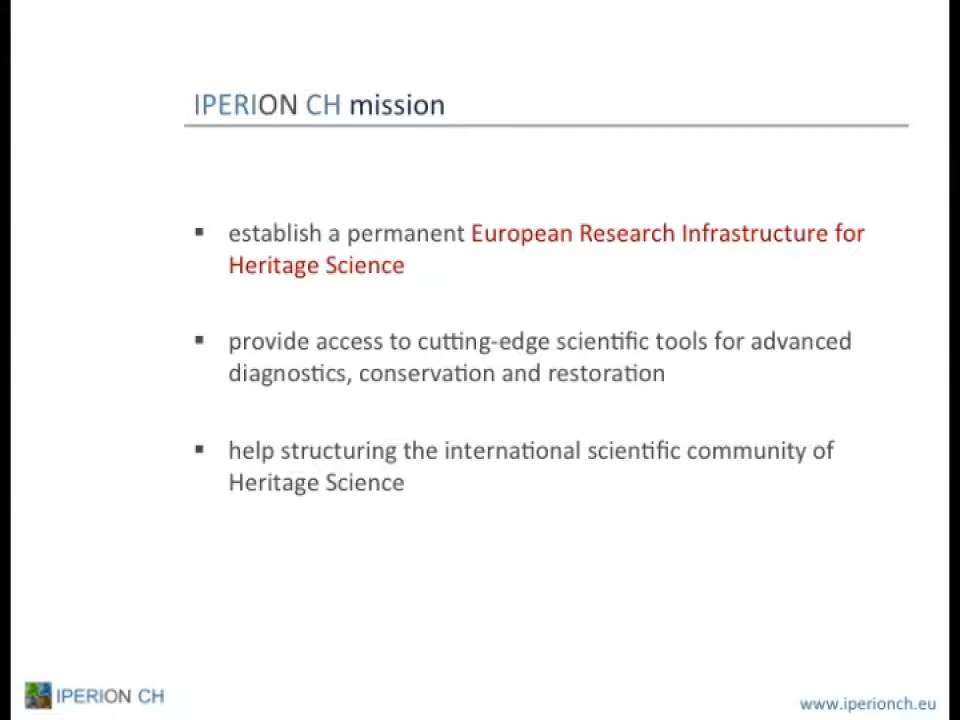 IPERION CH mission
▪ establish a permanent European Research Infrastructure for
Heritage Science
▪ provide access to cutting-edge scientific tools for advanced
diagnostics, conservation and restoration
▪ help structuring the international scientific community of
Heritage Science
IPERION CH
www.iperionch.eu